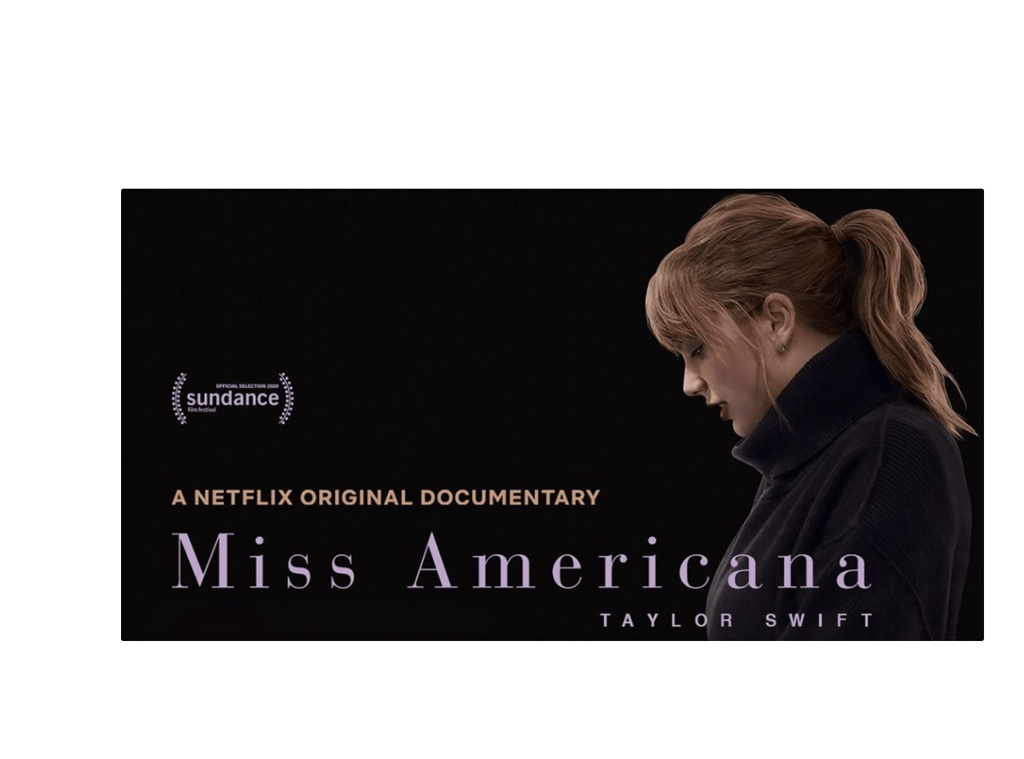 OFFICIAL SELECTION 2020
sundance
film festival
A NETFLIX ORIGINAL DOCUMENTARY
Miss Americana
TAYLOR SWIFT